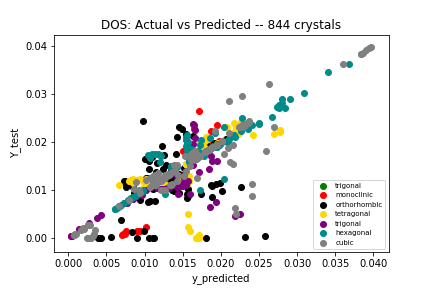 DOS: Actual vs Predicted -- 844 crystals
0.04
0.03
0.02
0.01
0.00
Y_test
0.000 0.005 0.010 0.015 0.020 0.025 0.030 0.035 0.040
y_predicted
trigonal
monoclinic
orthorhombic
tetragonal
trigonal
hexagonal
cubic